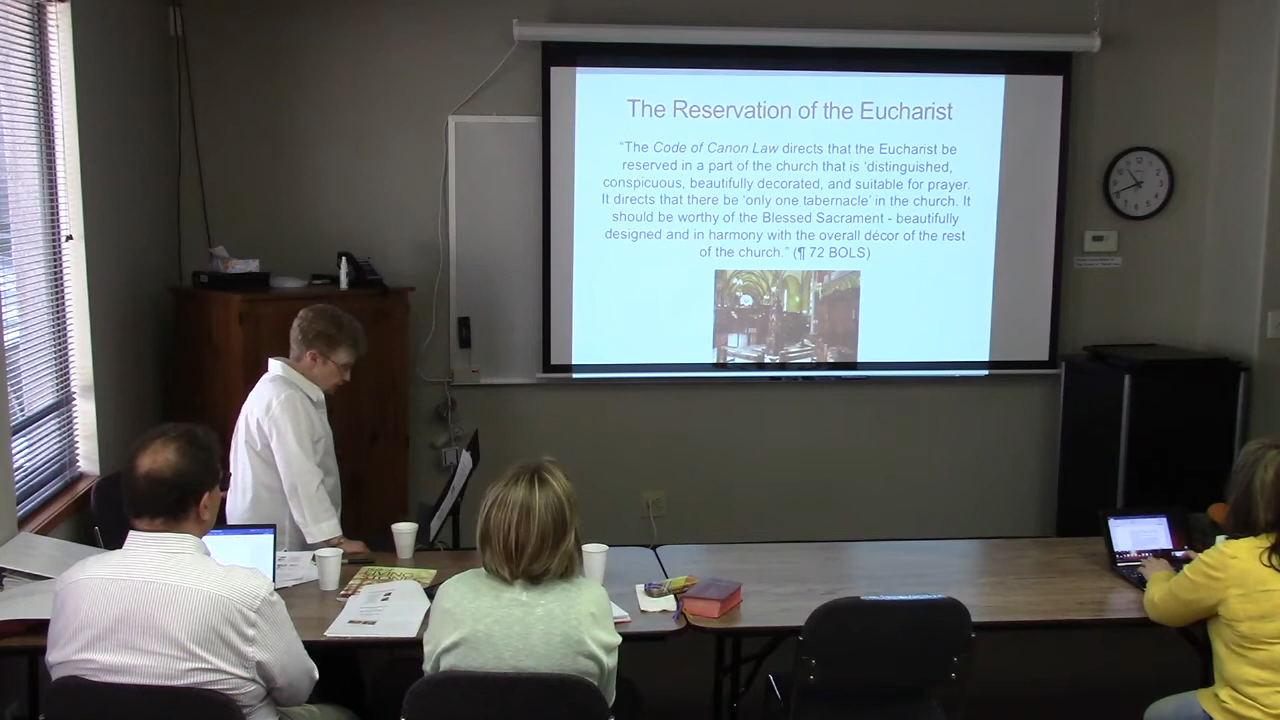 The Reservation of the Eucharist
“The Code of Canon Law directs that the Eucharist be
reserved in a part of the church that is ‘distinguished,
conspicuous, beautifully decorated, and suitable for prayer.
It directs that there be ‘only one tabernacle’ in the church. It
should be worthy of the Blessed Sacrament - beautifully
designed and in harmony with the overall décor of the rest
of the church.” (¶ 72 BOLS)